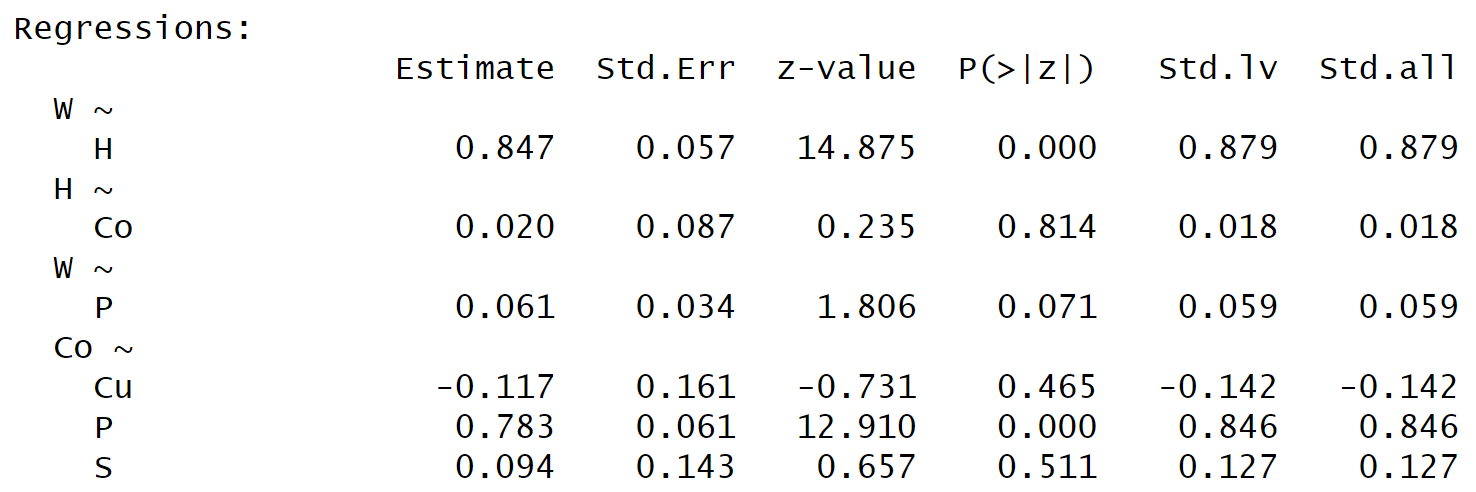 Regressions:
Estimate Std.Err z-value P(>|z|) Std.lv Std.all
W ~
H 0.847 0.057 14.875 0.000 0.879 0.879
H ~
Co 0.020 0.087 0.235 0.814 0.018 0.018
W ~
P 0.061 0.034 1.806 0.071 0.059 0.059
Co ~
Cu -0.117 0.161 -0.731 0.465 -0.142 -0.142
P 0.783 0.061 12.910 0.000 0.846 0.846
S 0.094 0.143 0.657 0.511 0.127 0.127